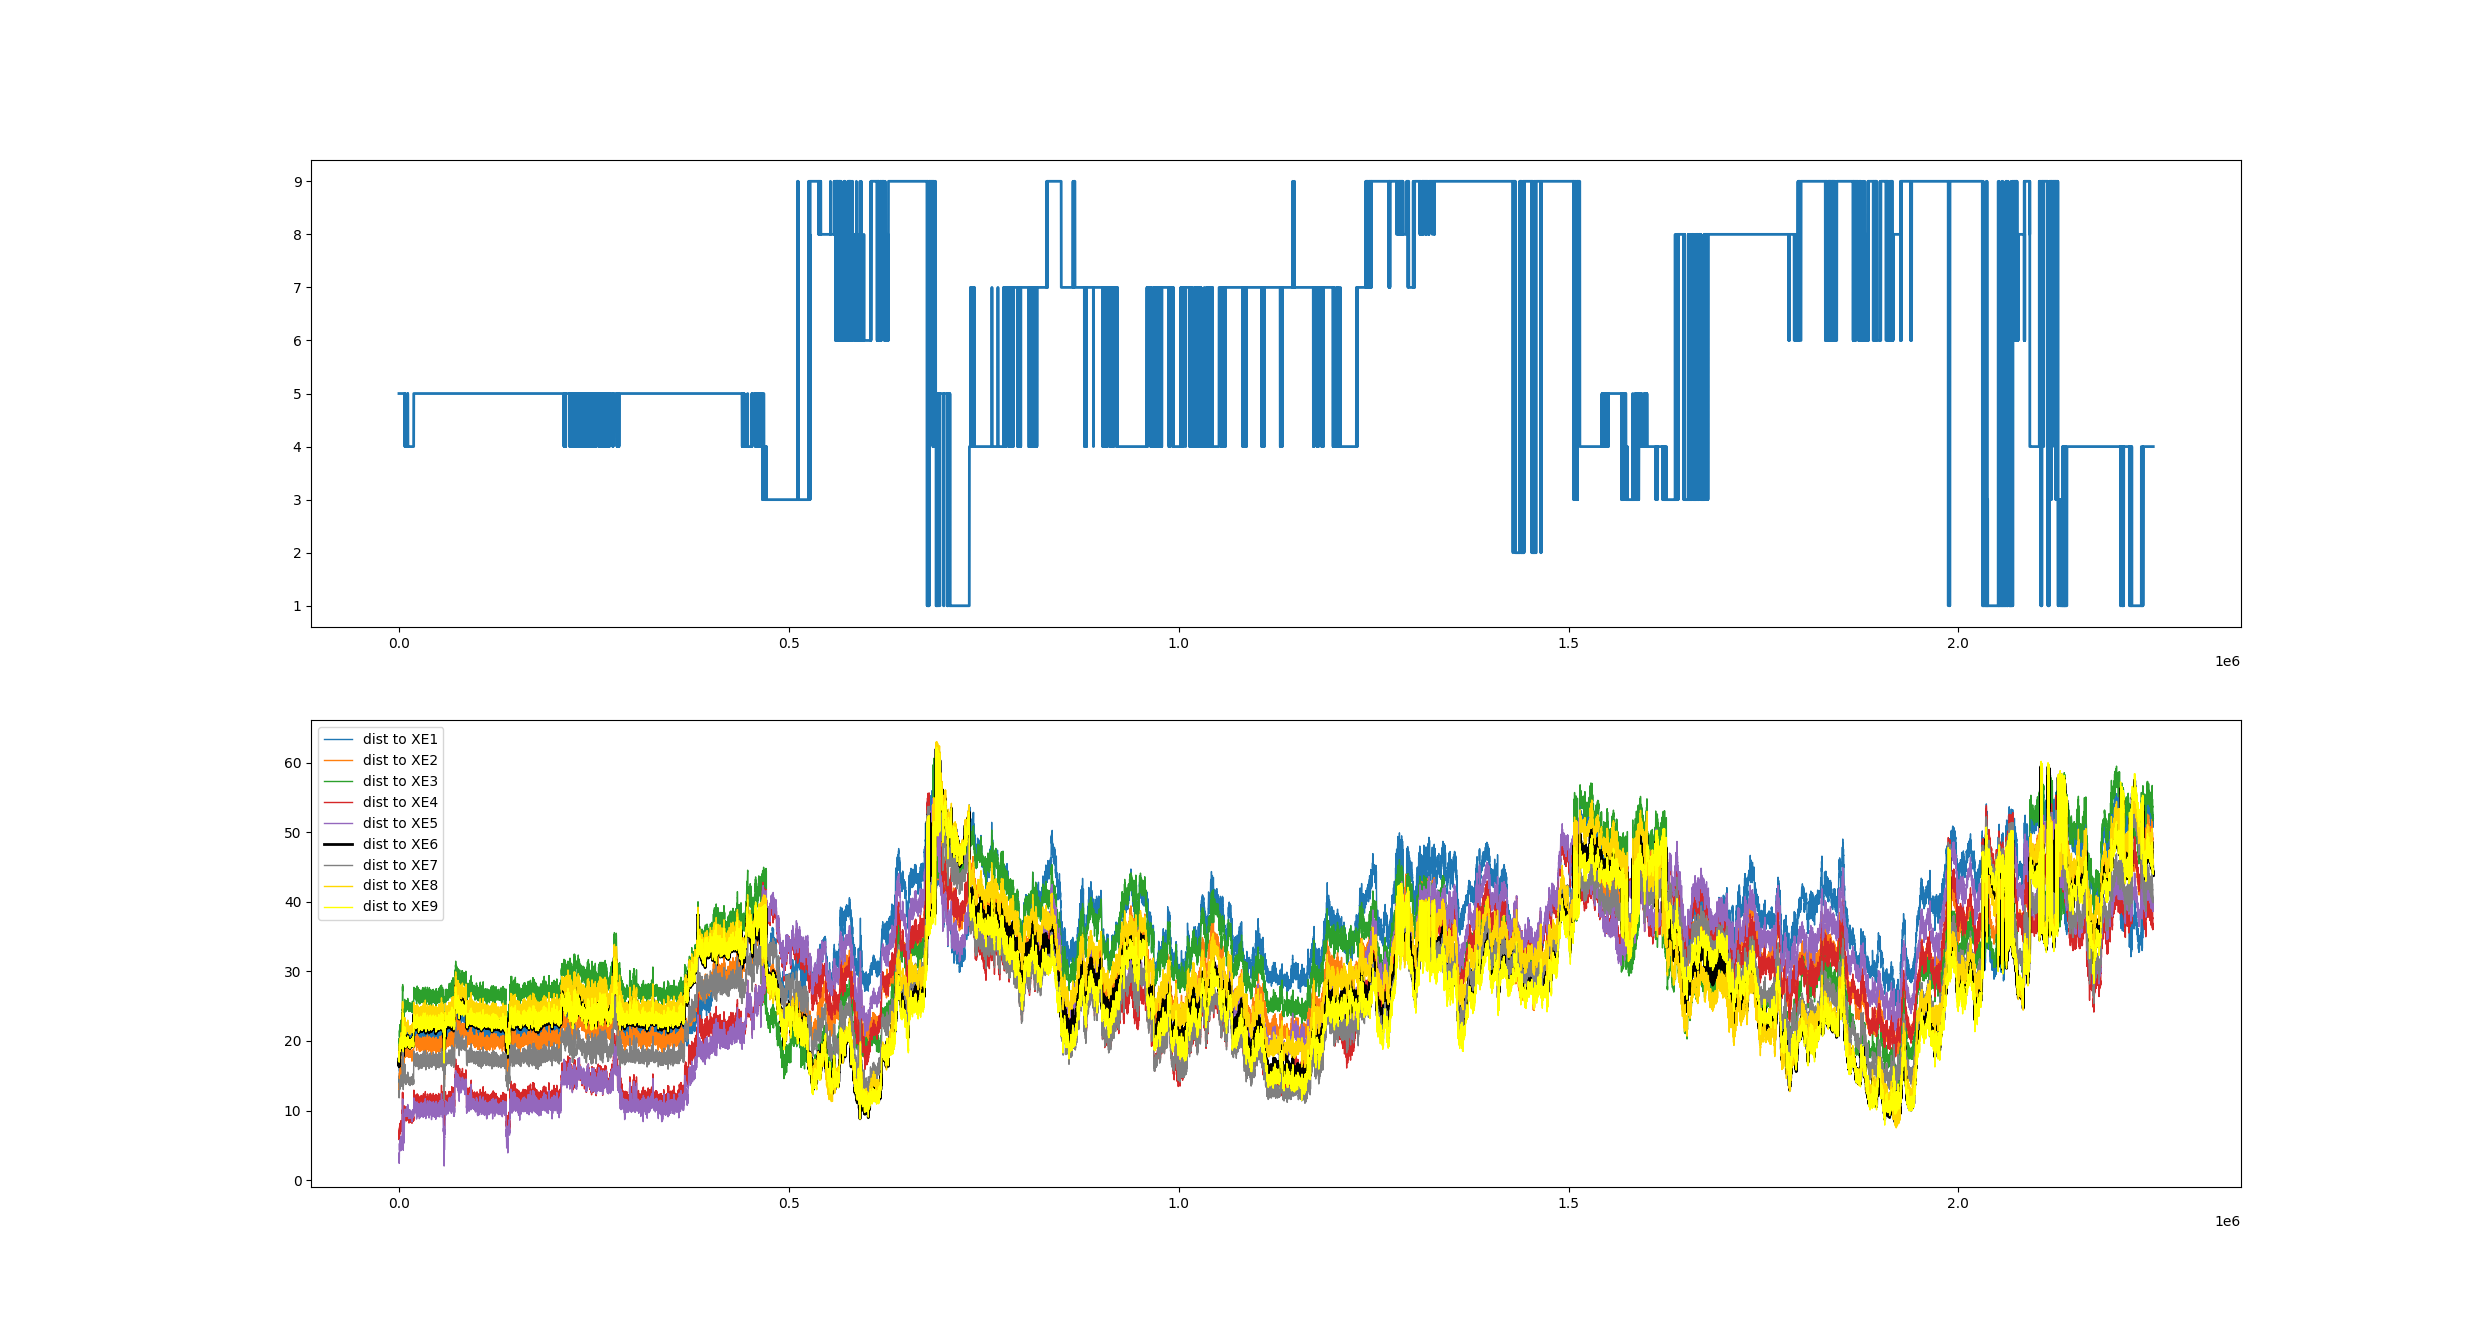 9
8
7
6
5
4
3
2
1
0.0 0.5 1.0 1.5 2.0
1e6
dist to XE1
dist to XE2
dist to XE3
dist to XE4
dist to XE5
dist to XE6
dist to XE7
dist to XE8
dist to XE9
60
50
40
30
20
10
0
0.0 0.5 1.0 1.5 2.0
1e6